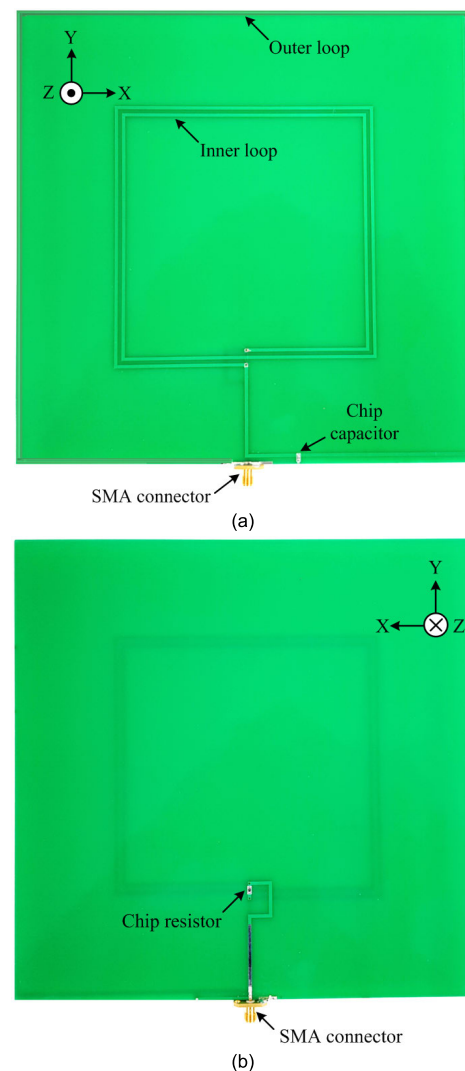 Outer loop
Y
Z
X
Inner loop
Chip
capacitor
SMA connector
(a)
Y
X
Z
Chip resistor
SMA connector
(b)